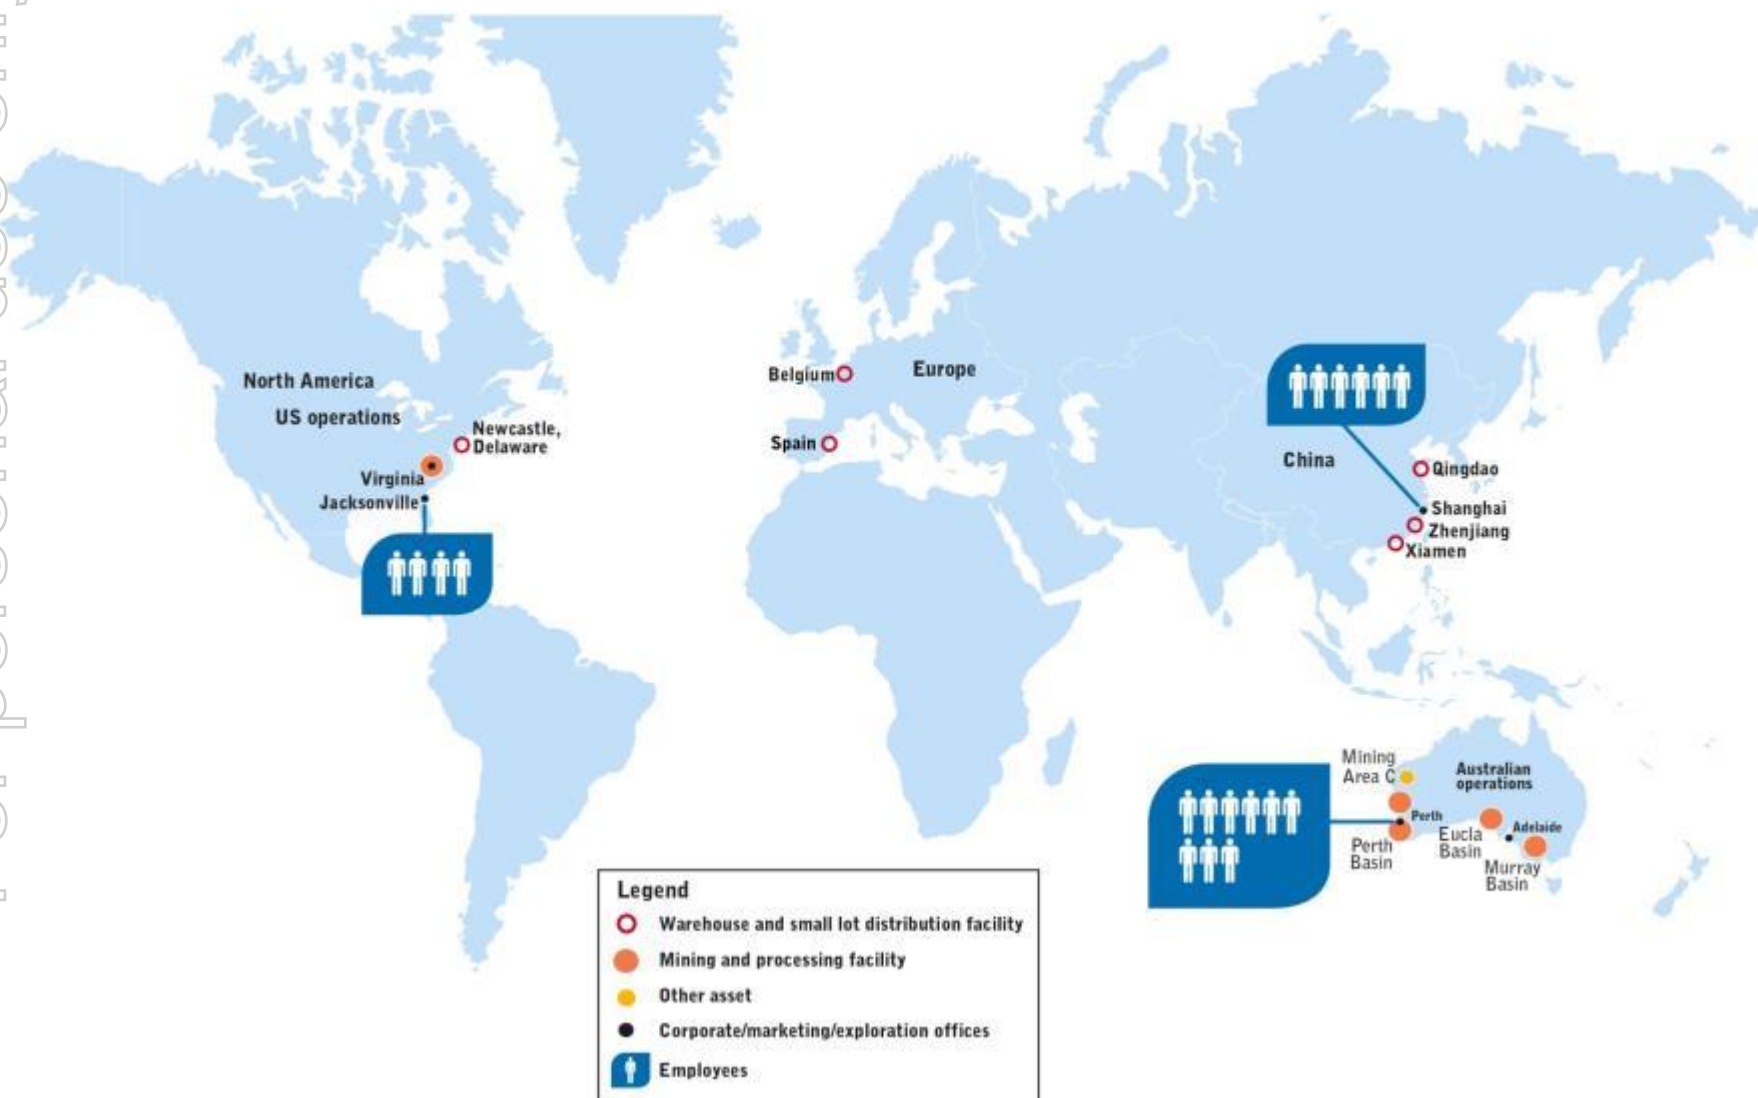 North America
US operations
Newcastle,
Delaware
Virginia
Jacksonville
Belgium
Europe
Spain
China
Qingdao
Shanghai
Zhenjiang
Xiamen
Mining
Area C
Australian
operations
Perth
Perth
Basin
Eucla
Basin
Adelaide
Murray
Basin
Legend
Warehouse and small lot distribution facility
Mining and processing facility
Other asset
Corporate/marketing/exploration offices
Employees